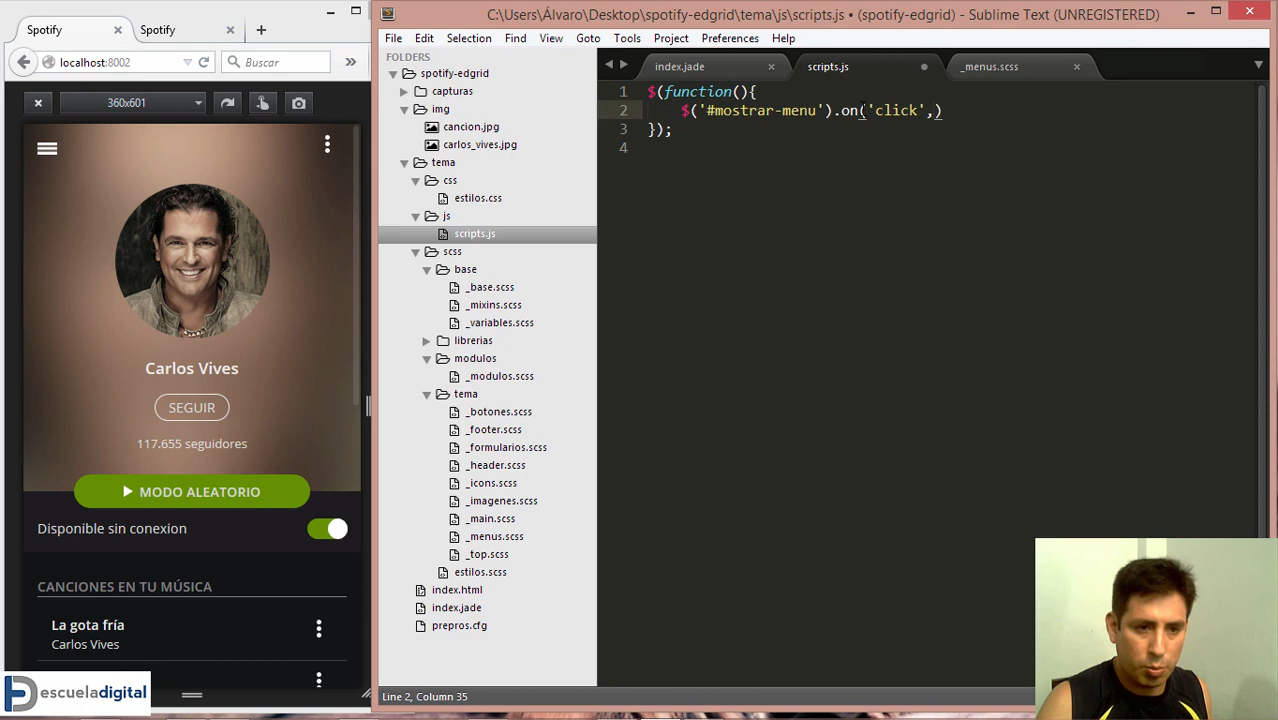 Spotify
Spotify
localhost:8002
Buscar
360x601
Carlos Vives
SEGUIR
117.655 seguidores
MODO ALEATORIO
Disponible sin conexion
CANCIONES EN TU MÚSICA
La gota fría
Carlos Vives
escueladigital
C:\Users\Álvaro\Desktop\spotify-edgrid\tema\js\scripts.js • (spotify-edgrid) - Sublime Text (UNREGISTERED)
File Edit Selection Find View Goto Tools Project Preferences Help
FOLDERS
spotify-edgrid
capturas
img
cancion.jpg
carlos_vives.jpg
tema
css
estilos.css
js
scripts.js
scss
base
_base.scss
_mixins.scss
_variables.scss
librerias
modulos
_modulos.scss
tema
_botones.scss
_footer.scss
_formularios.scss
_header.scss
_icons.scss
_imagenes.scss
_main.scss
_menus.scss
_top.scss
estilos.scss
index.html
index.jade
prepros.cfg
index.jade
scripts.js
_menus.scss
1 $(function(){
2 $('#mostrar-menu').on('click',)
3 });
4
Line 2, Column 35